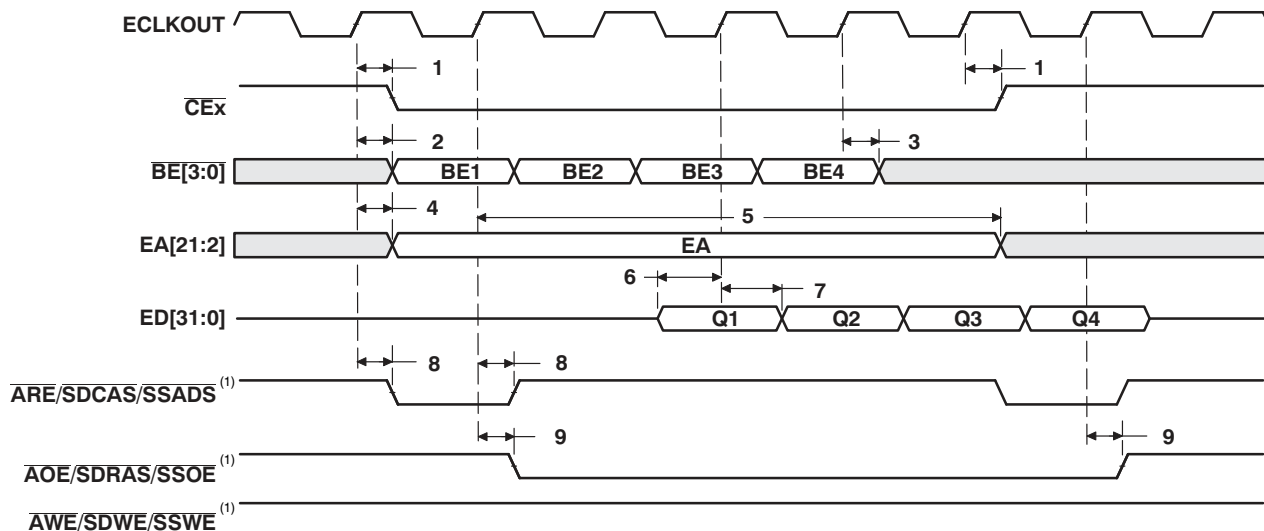 ECLKOUT
1 1
CEx
2 3
BE[3:0] BE1 BE2 BE3 BE4
4 5
EA[21:2] EA
6 7
ED[31:0] Q1 Q2 Q3 Q4
8 8
ARE/SDCAS/SSADS (1)
9 9
AOE/SDRAS/SSOE (1)
AWE/SDWE/SSWE (1)